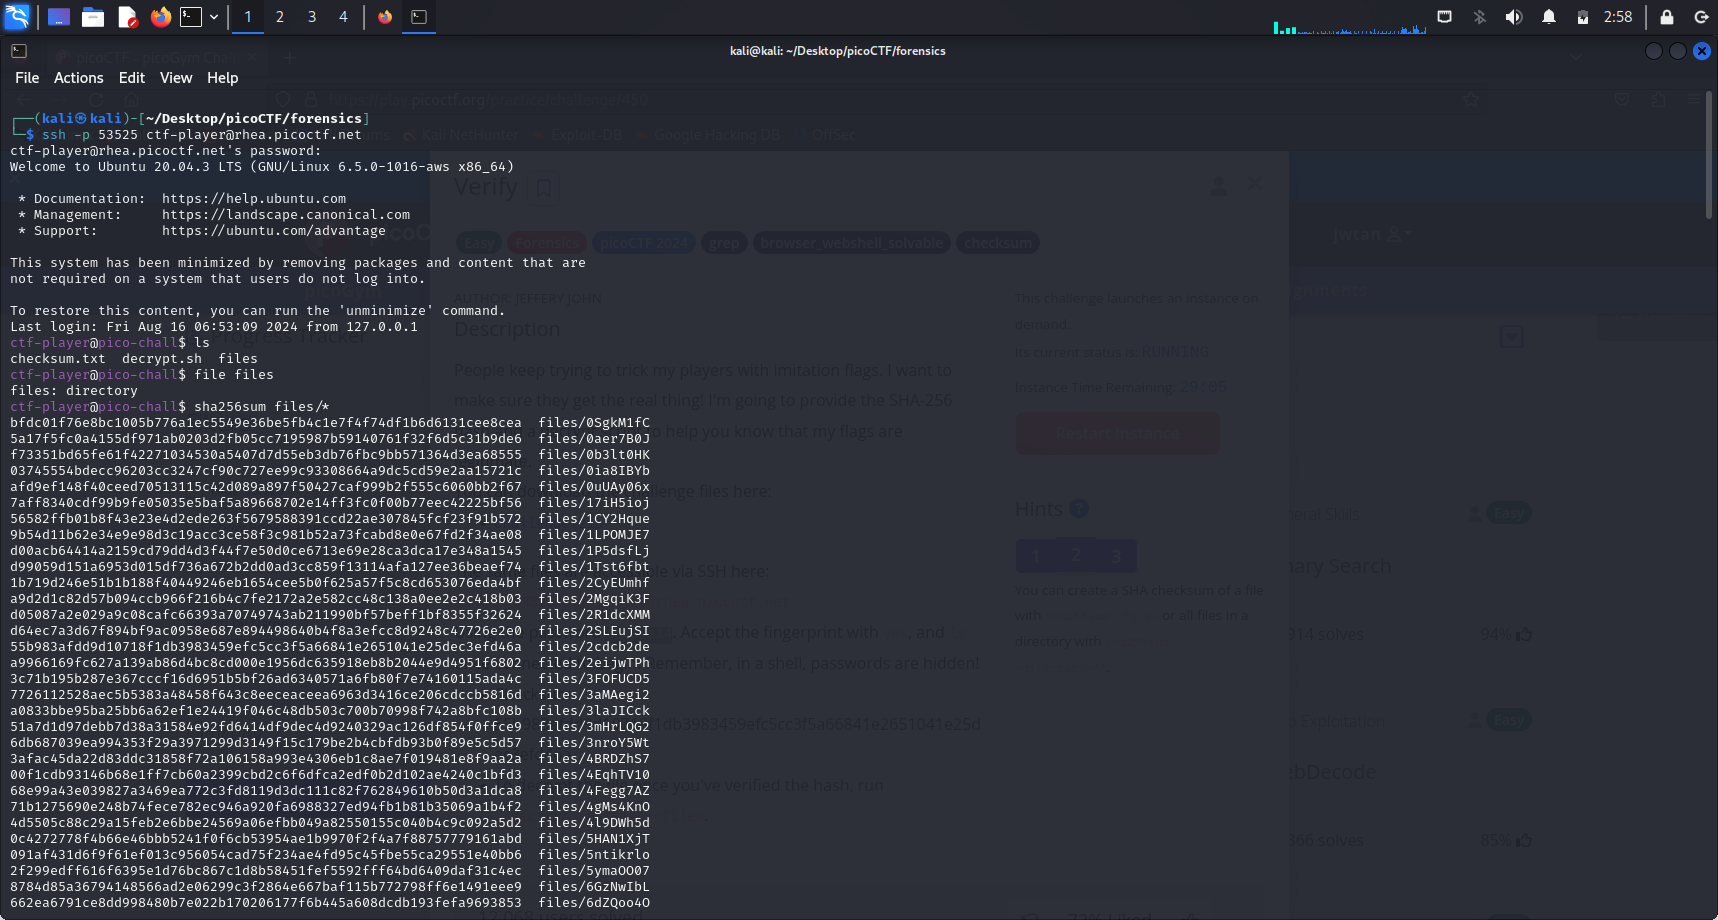 1 2 3 4 2:58
kali@kali: ~/Desktop/picoCTF/forensics
File Actions Edit View Help
┌──(kali㉿kali)-[~/Desktop/picoCTF/forensics]
└─$ ssh -p 53525 ctf-player@rhea.picoctf.net
ctf-player@rhea.picoctf.net's password:
Welcome to Ubuntu 20.04.3 LTS (GNU/Linux 6.5.0-1016-aws x86_64)
* Documentation: https://help.ubuntu.com
* Management: https://landscape.canonical.com
* Support: https://ubuntu.com/advantage
This system has been minimized by removing packages and content that are
not required on a system that users do not log into.
To restore this content, you can run the 'unminimize' command.
Last login: Fri Aug 16 06:53:09 2024 from 127.0.0.1
ctf-player@pico-chall$ ls
checksum.txt decrypt.sh files
ctf-player@pico-chall$ file files
files: directory
ctf-player@pico-chall$ sha256sum files/*
bfdc01f76e8bc1005b776a1ec5549e36be5fb4c1e7f4f74df1b6d6131cee8cea files/0SgkM1fC
5a17f5fc0a4155df971ab0203d2fb05cc7195987b59140761f32f6d5c31b9de6 files/0aer7B0J
f73351bd65fe61f42271034530a5407d7d55eb3db76fbc9bb571364d3ea68555 files/0b3lt0HK
03745554bdecc96203cc3247cf90c727ee99c93308664a9dc5cd59e2aa15721c files/0ia8IBYb
afd9ef148f40ceed70513115c42d089a897f50427caf999b2f555c6060bb2f67 files/0uUAy06x
7aff8340cdf99b9fe05035e5baf5a89668702e14ff3fc0f00b77eec42225bf56 files/17iH5ioj
56582ffb01b8f43e23e4d2ede263f5679588391ccd22ae307845fcf23f91b572 files/1CY2Hque
9b54d11b62e34e9e98d3c19acc3ce58f3c981b52a73fcabd8e0e67fd2f34ae08 files/1LPOMJE7
d00acb64414a2159cd79dd4d3f44f7e50d0ce6713e69e28ca3dca17e348a1545 files/1P5dsfLj
d99059d151a6953d015df736a672b2dd0ad3cc859f13114afa127ee36beaef74 files/1Tst6fbt
1b719d246e51b1b188f40449246eb1654cee5b0f625a57f5c8cd653076eda4bf files/2CyEUmhf
a9d2d1c82d57b094ccb966f216b4c7fe2172a2e582cc48c138a0ee2e2c418b03 files/2MgqiK3F
d05087a2e029a9c08cafc66393a70749743ab211990bf57beff1bf8355f32624 files/2R1dcXMM
d64ec7a3d67f894bf9ac0958e687e894498640b4f8a3efcc8d9248c47726e2e0 files/2SLEujSI
55b983afdd9d10718f1db3983459efc5cc3f5a66841e2651041e25dec3efd46a files/2cdcb2de
a9966169fc627a139ab86d4bc8cd000e1956dc635918eb8b2044e9d4951f6802 files/2eijwTPh
3c71b195b287e367cccf16d6951b5bf26ad6340571a6fb80f7e74160115ada4c files/3FOFUCD5
7726112528aec5b5383a48458f643c8eeceaceea6963d3416ce206cdccb5816d files/3aMAegi2
a0833bbe95ba25bb6a62ef1e24419f046c48db503c700b70998f742a8bfc108b files/3laJICck
51a7d1d97debb7d38a31584e92fd6414df9dec4d9240329ac126df854f0ffce9 files/3mHrLQG2
6db687039ea994353f29a3971299d3149f15c179be2b4cbfdb93b0f89e5c5d57 files/3nroY5Wt
3afac45da22d83ddc31858f72a106158a993e4306eb1c8ae7f019481e8f9aa2a files/4BRDZhS7
00f1cdb93146b68e1ff7cb60a2399cbd2c6f6dfca2edf0b2d102ae4240c1bfd3 files/4EqhTV10
68e99a43e039827a3469ea772c3fd8119d3dc111c82f762849610b50d3a1dca8 files/4Fegg7AZ
71b1275690e248b74fece782ec946a920fa6988327ed94fb1b81b35069a1b4f2 files/4gMs4KnO
4d5505c88c29a15feb2e6bbe24569a06efbb049a82550155c040b4c9c092a5d2 files/4l9DWh5d
0c4272778f4b66e46bbb5241f0f6cb53954ae1b9970f2f4a7f88757779161abd files/5HAN1XjT
091af431d6f9f61ef013c956054cad75f234ae4fd95c45fbe55ca29551e40bb6 files/5ntikrlo
2f299edff616f6395e1d76bc867c1d8b58451fef5592fff64bd6409daf31c4ec files/5ymaOO07
8784d85a36794148566ad2e06299c3f2864e667baf115b772798ff6e1491eee9 files/6GzNwIbL
662ea6791ce8dd998480b7e022b170206177f6b445a608dcdb193fefa9693853 files/6dZQoo4O